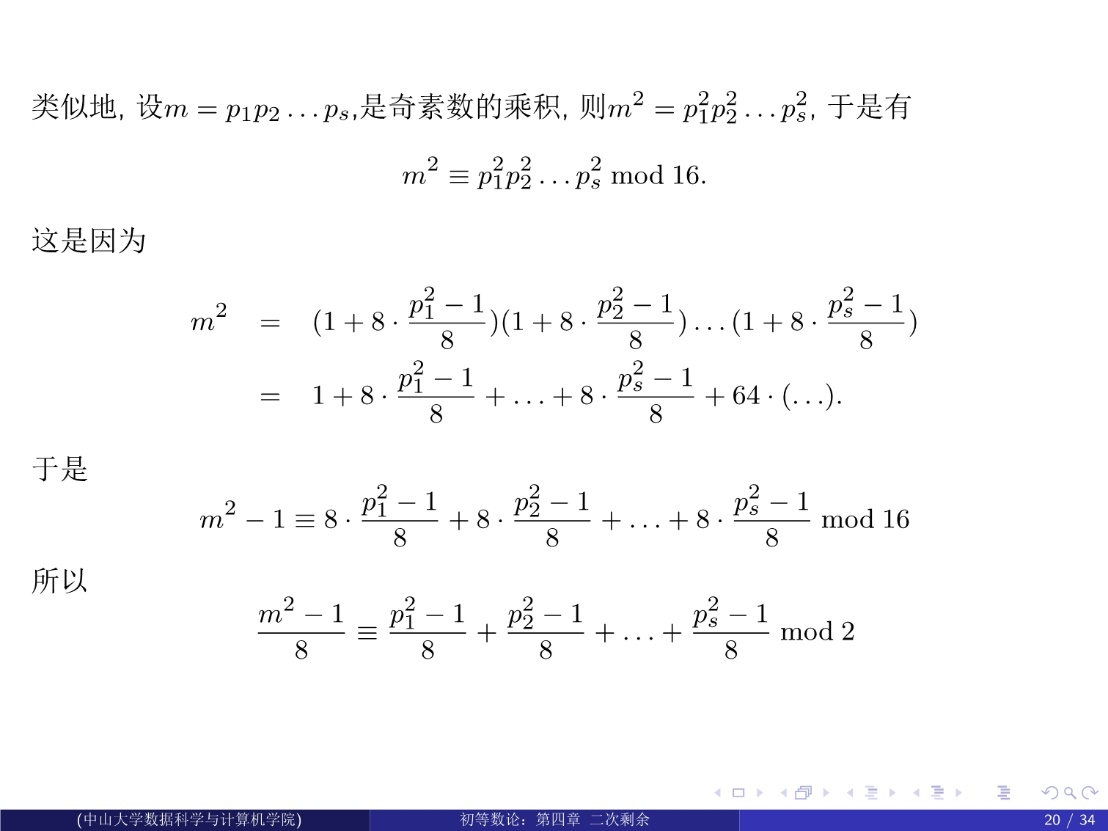 类似地, 设m = p₁p₂ … pₛ,是奇素数的乘积, 则m² = p₁²p₂² … pₛ², 于是有
m² ≡ p₁²p₂² … pₛ² mod 16.
这是因为
m² = (1 + 8 · (p₁² − 1)/8)(1 + 8 · (p₂² − 1)/8) … (1 + 8 · (pₛ² − 1)/8)
= 1 + 8 · (p₁² − 1)/8 + … + 8 · (pₛ² − 1)/8 + 64 · (…).
于是
m² − 1 ≡ 8 · (p₁² − 1)/8 + 8 · (p₂² − 1)/8 + … + 8 · (pₛ² − 1)/8 mod 16
所以
(m² − 1)/8 ≡ (p₁² − 1)/8 + (p₂² − 1)/8 + … + (pₛ² − 1)/8 mod 2
(中山大学数据科学与计算机学院) 初等数论：第四章 二次剩余 20 / 34